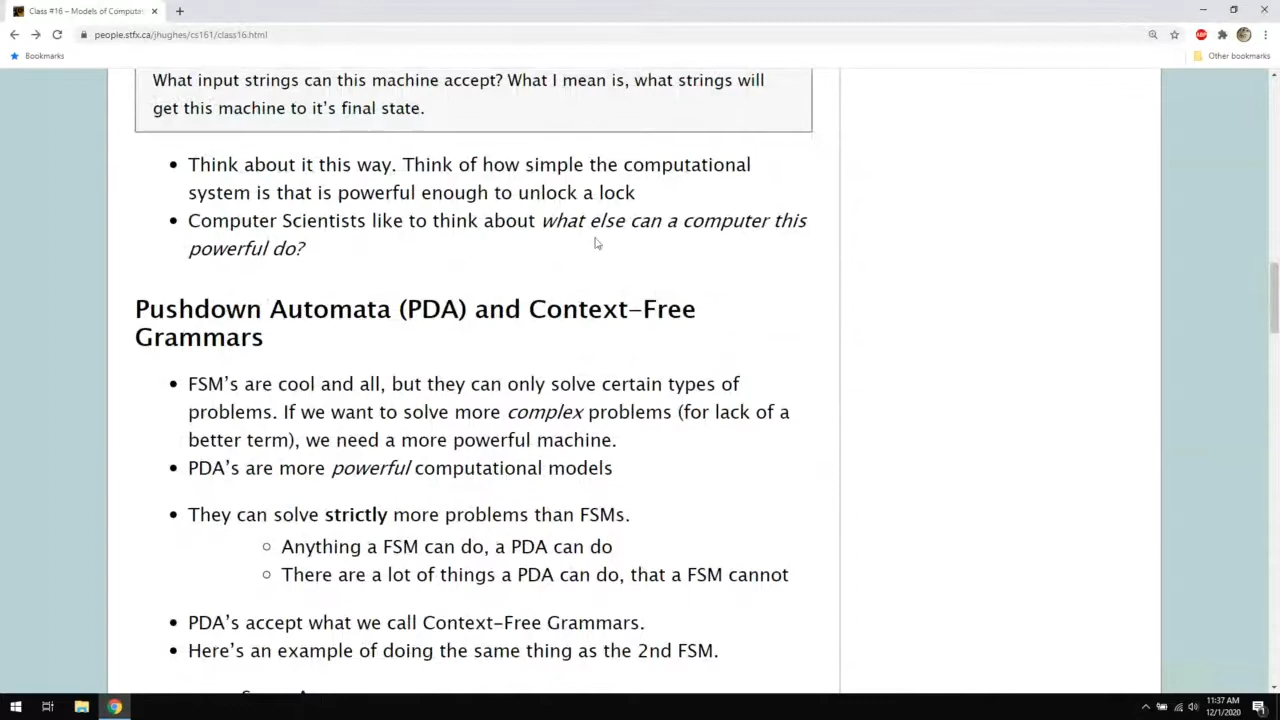 Class #16 – Models of Computa
people.stfx.ca/jhughes/cs161/class16.html
ABP
Bookmarks
Other bookmarks
What input strings can this machine accept? What I mean is, what strings will
get this machine to it's final state.
Think about it this way. Think of how simple the computational
system is that is powerful enough to unlock a lock
Computer Scientists like to think about what else can a computer this
powerful do?
Pushdown Automata (PDA) and Context-Free
Grammars
FSM's are cool and all, but they can only solve certain types of
problems. If we want to solve more complex problems (for lack of a
better term), we need a more powerful machine.
PDA's are more powerful computational models
They can solve strictly more problems than FSMs.
Anything a FSM can do, a PDA can do
There are a lot of things a PDA can do, that a FSM cannot
PDA's accept what we call Context-Free Grammars.
Here's an example of doing the same thing as the 2nd FSM.
11:37 AM
12/1/2020